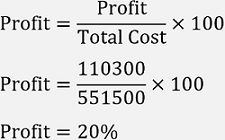 Profit = Profit / Total Cost × 100
Profit = 110300 / 551500 × 100
Profit = 20%